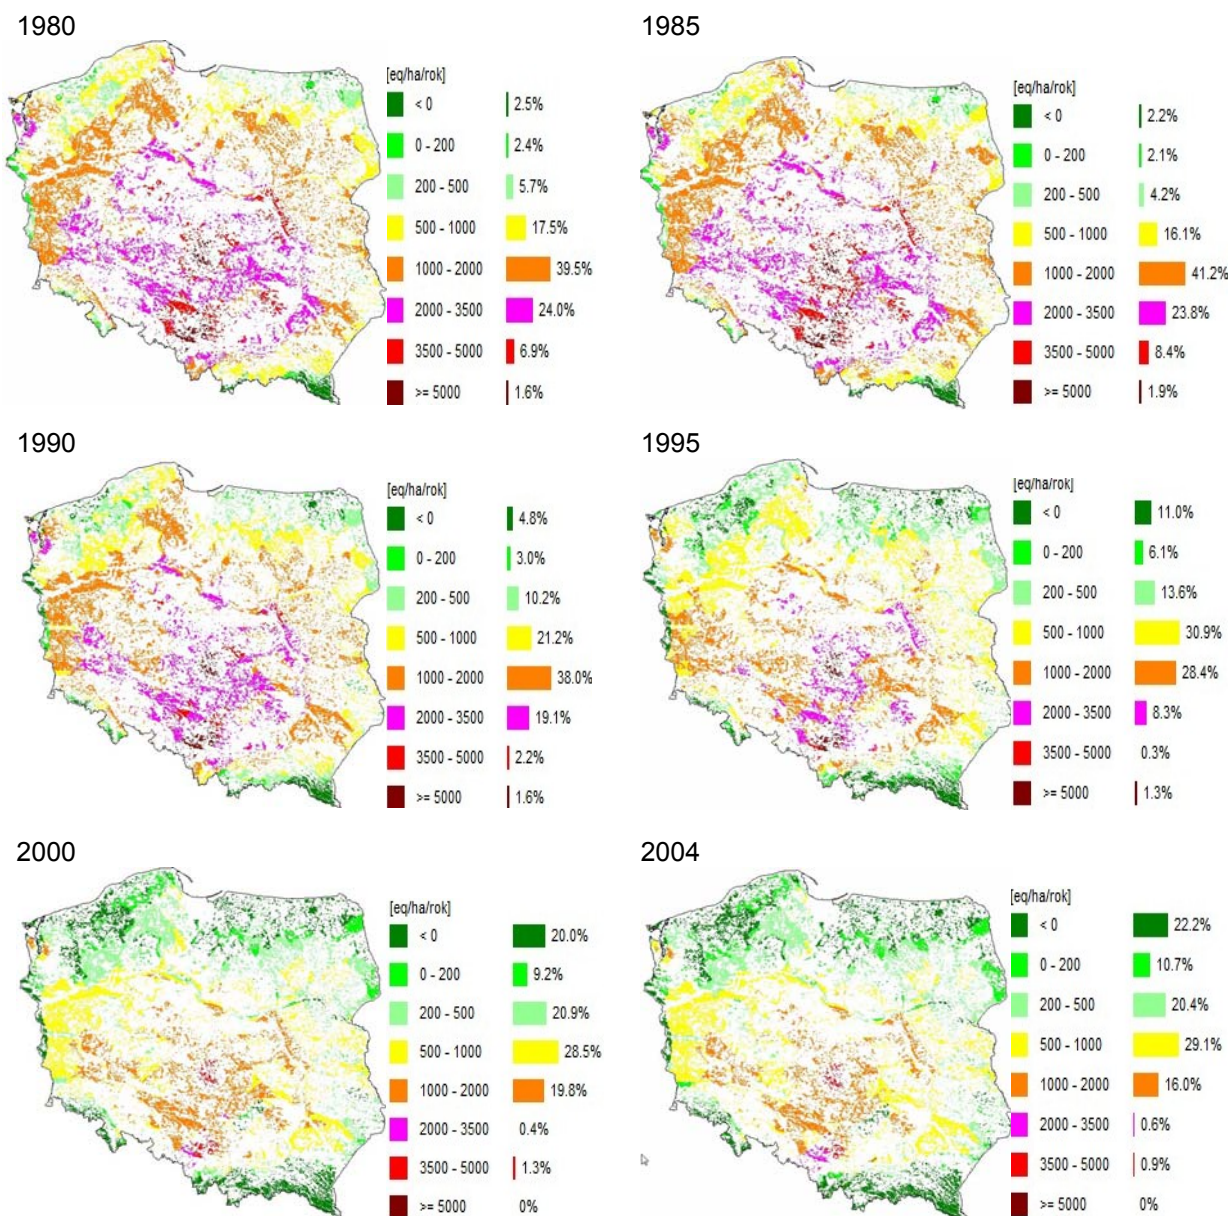 1980
[eq/ha/rok]
< 0 2.5%
0 - 200 2.4%
200 - 500 5.7%
500 - 1000 17.5%
1000 - 2000 39.5%
2000 - 3500 24.0%
3500 - 5000 6.9%
>= 5000 1.6%
1985
[eq/ha/rok]
< 0 2.2%
0 - 200 2.1%
200 - 500 4.2%
500 - 1000 16.1%
1000 - 2000 41.2%
2000 - 3500 23.8%
3500 - 5000 8.4%
>= 5000 1.9%
1990
[eq/ha/rok]
< 0 4.8%
0 - 200 3.0%
200 - 500 10.2%
500 - 1000 21.2%
1000 - 2000 38.0%
2000 - 3500 19.1%
3500 - 5000 2.2%
>= 5000 1.6%
1995
[eq/ha/rok]
< 0 11.0%
0 - 200 6.1%
200 - 500 13.6%
500 - 1000 30.9%
1000 - 2000 28.4%
2000 - 3500 8.3%
3500 - 5000 0.3%
>= 5000 1.3%
2000
[eq/ha/rok]
< 0 20.0%
0 - 200 9.2%
200 - 500 20.9%
500 - 1000 28.5%
1000 - 2000 19.8%
2000 - 3500 0.4%
3500 - 5000 1.3%
>= 5000 0%
2004
[eq/ha/rok]
< 0 22.2%
0 - 200 10.7%
200 - 500 20.4%
500 - 1000 29.1%
1000 - 2000 16.0%
2000 - 3500 0.6%
3500 - 5000 0.9%
>= 5000 0%